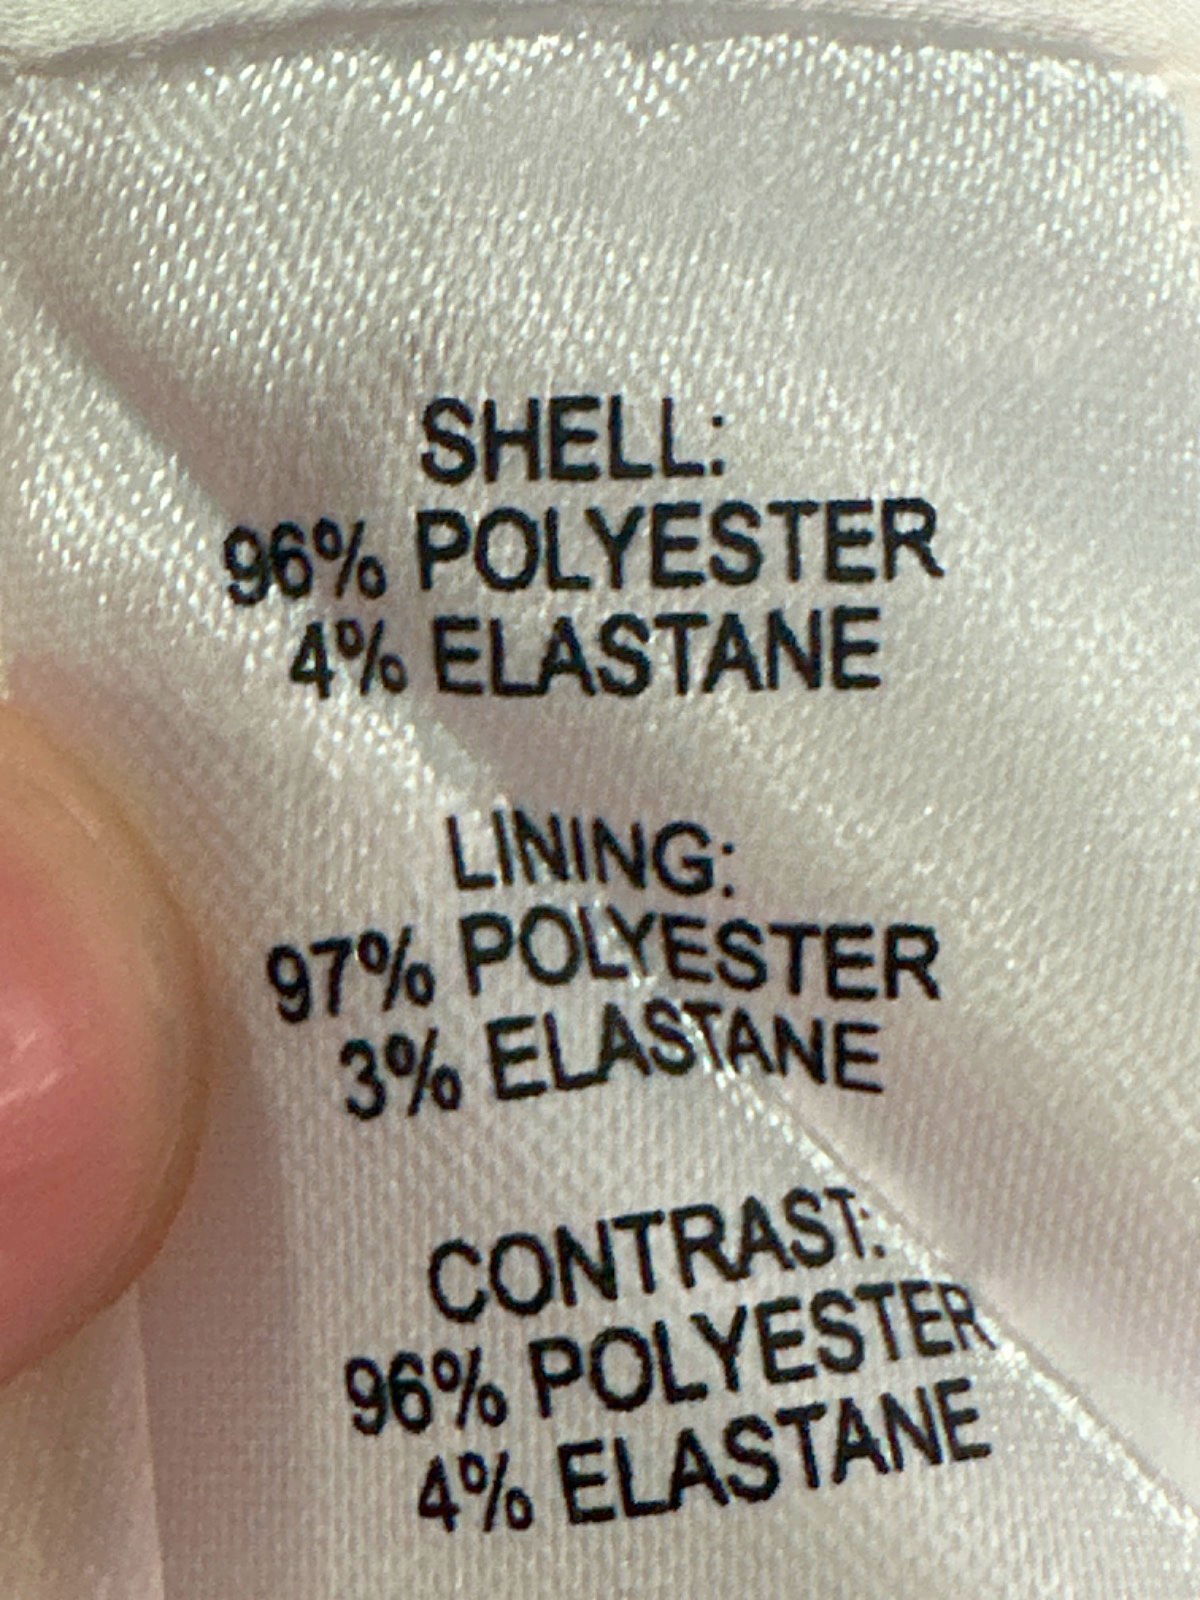 SHELL:
96% POLYESTER
4% ELASTANE
LINING:
97% POLYESTER
3% ELASTANE
CONTRAST:
96% POLYESTER
4% ELASTANE